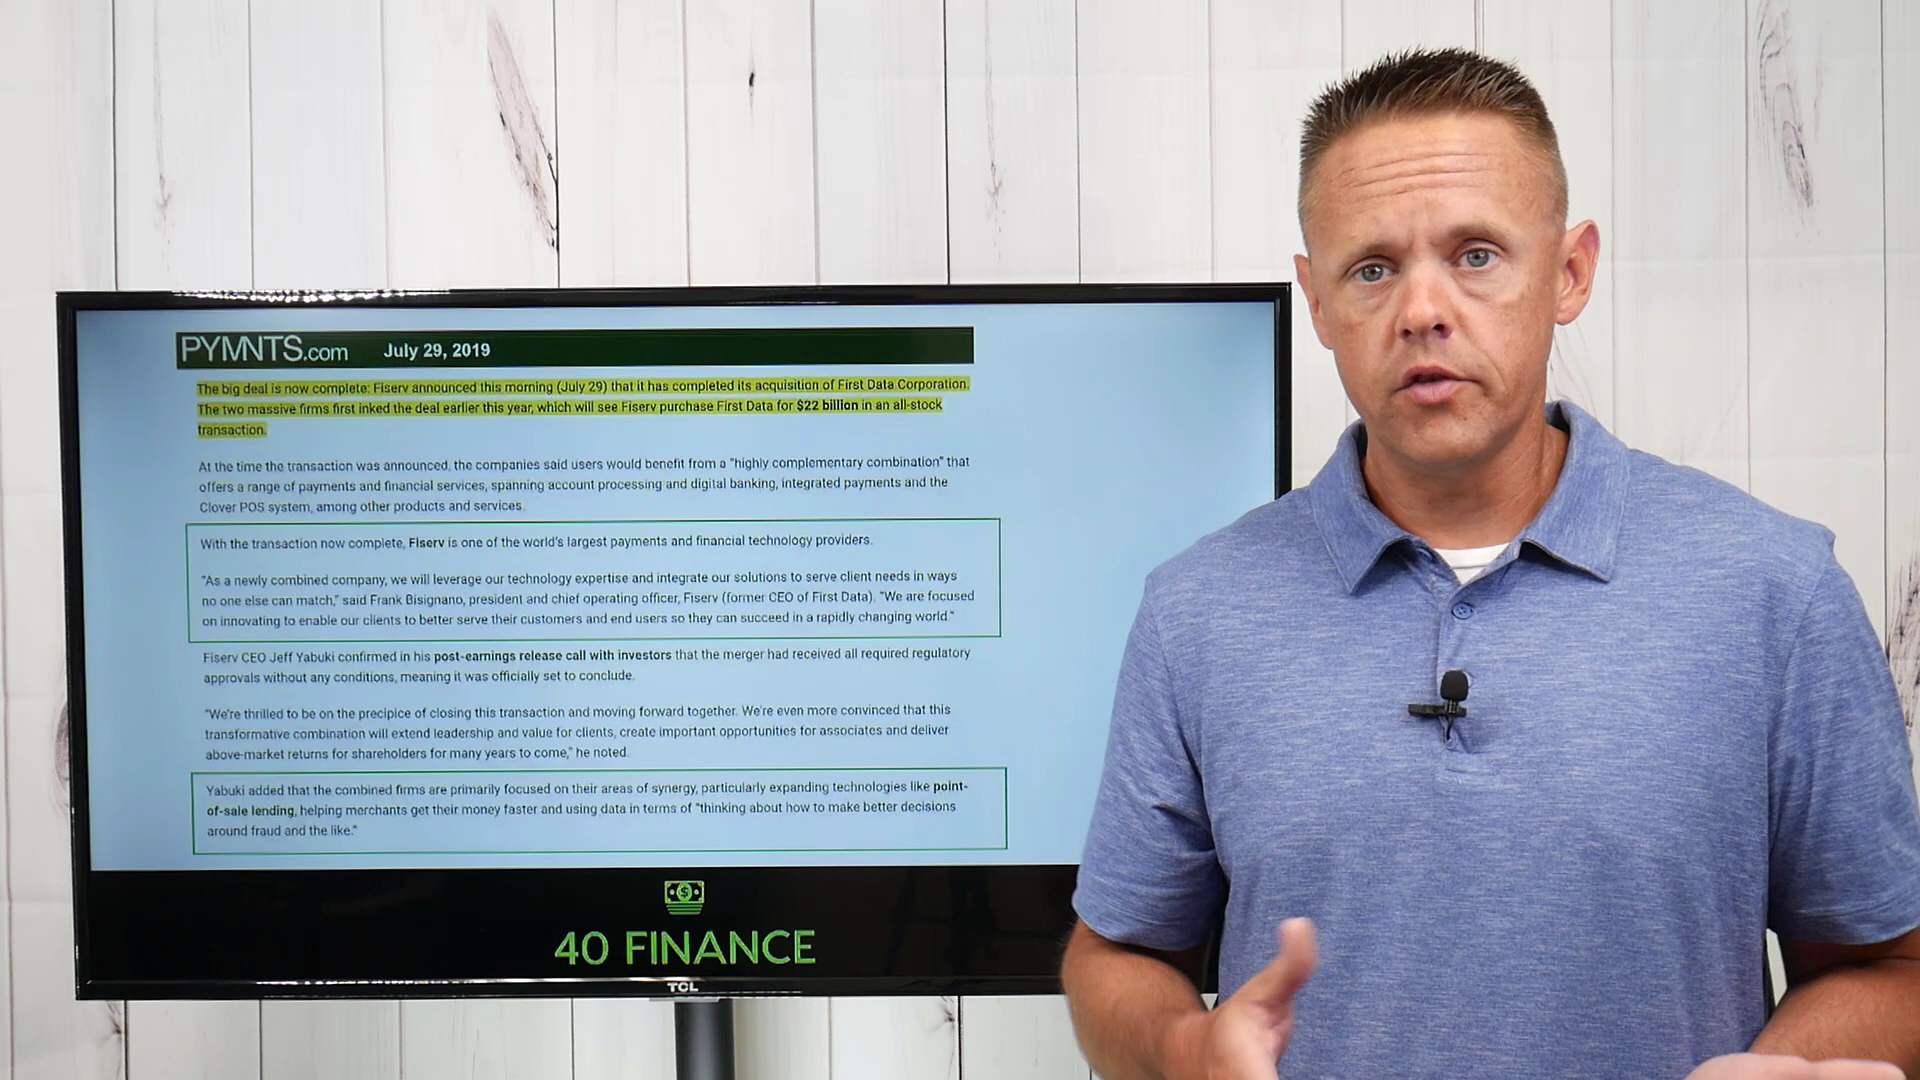 PYMNTS.com July 29, 2019
The big deal is now complete: Fiserv announced this morning (July 29) that it has completed its acquisition of First Data Corporation.
The two massive firms first inked the deal earlier this year, which will see Fiserv purchase First Data for $22 billion in an all-stock
transaction.
At the time the transaction was announced, the companies said users would benefit from a "highly complementary combination" that
offers a range of payments and financial services, spanning account processing and digital banking, integrated payments and the
Clover POS system, among other products and services.
With the transaction now complete, Fiserv is one of the world's largest payments and financial technology providers.
"As a newly combined company, we will leverage our technology expertise and integrate our solutions to serve client needs in ways
no one else can match," said Frank Bisignano, president and chief operating officer, Fiserv (former CEO of First Data). "We are focused
on innovating to enable our clients to better serve their customers and end users so they can succeed in a rapidly changing world."
Fiserv CEO Jeff Yabuki confirmed in his post-earnings release call with investors that the merger had received all required regulatory
approvals without any conditions, meaning it was officially set to conclude.
"We're thrilled to be on the precipice of closing this transaction and moving forward together. We're even more convinced that this
transformative combination will extend leadership and value for clients, create important opportunities for associates and deliver
above-market returns for shareholders for many years to come," he noted.
Yabuki added that the combined firms are primarily focused on their areas of synergy, particularly expanding technologies like point-
of-sale lending, helping merchants get their money faster and using data in terms of "thinking about how to make better decisions
around fraud and the like."
40 FINANCE
TCL